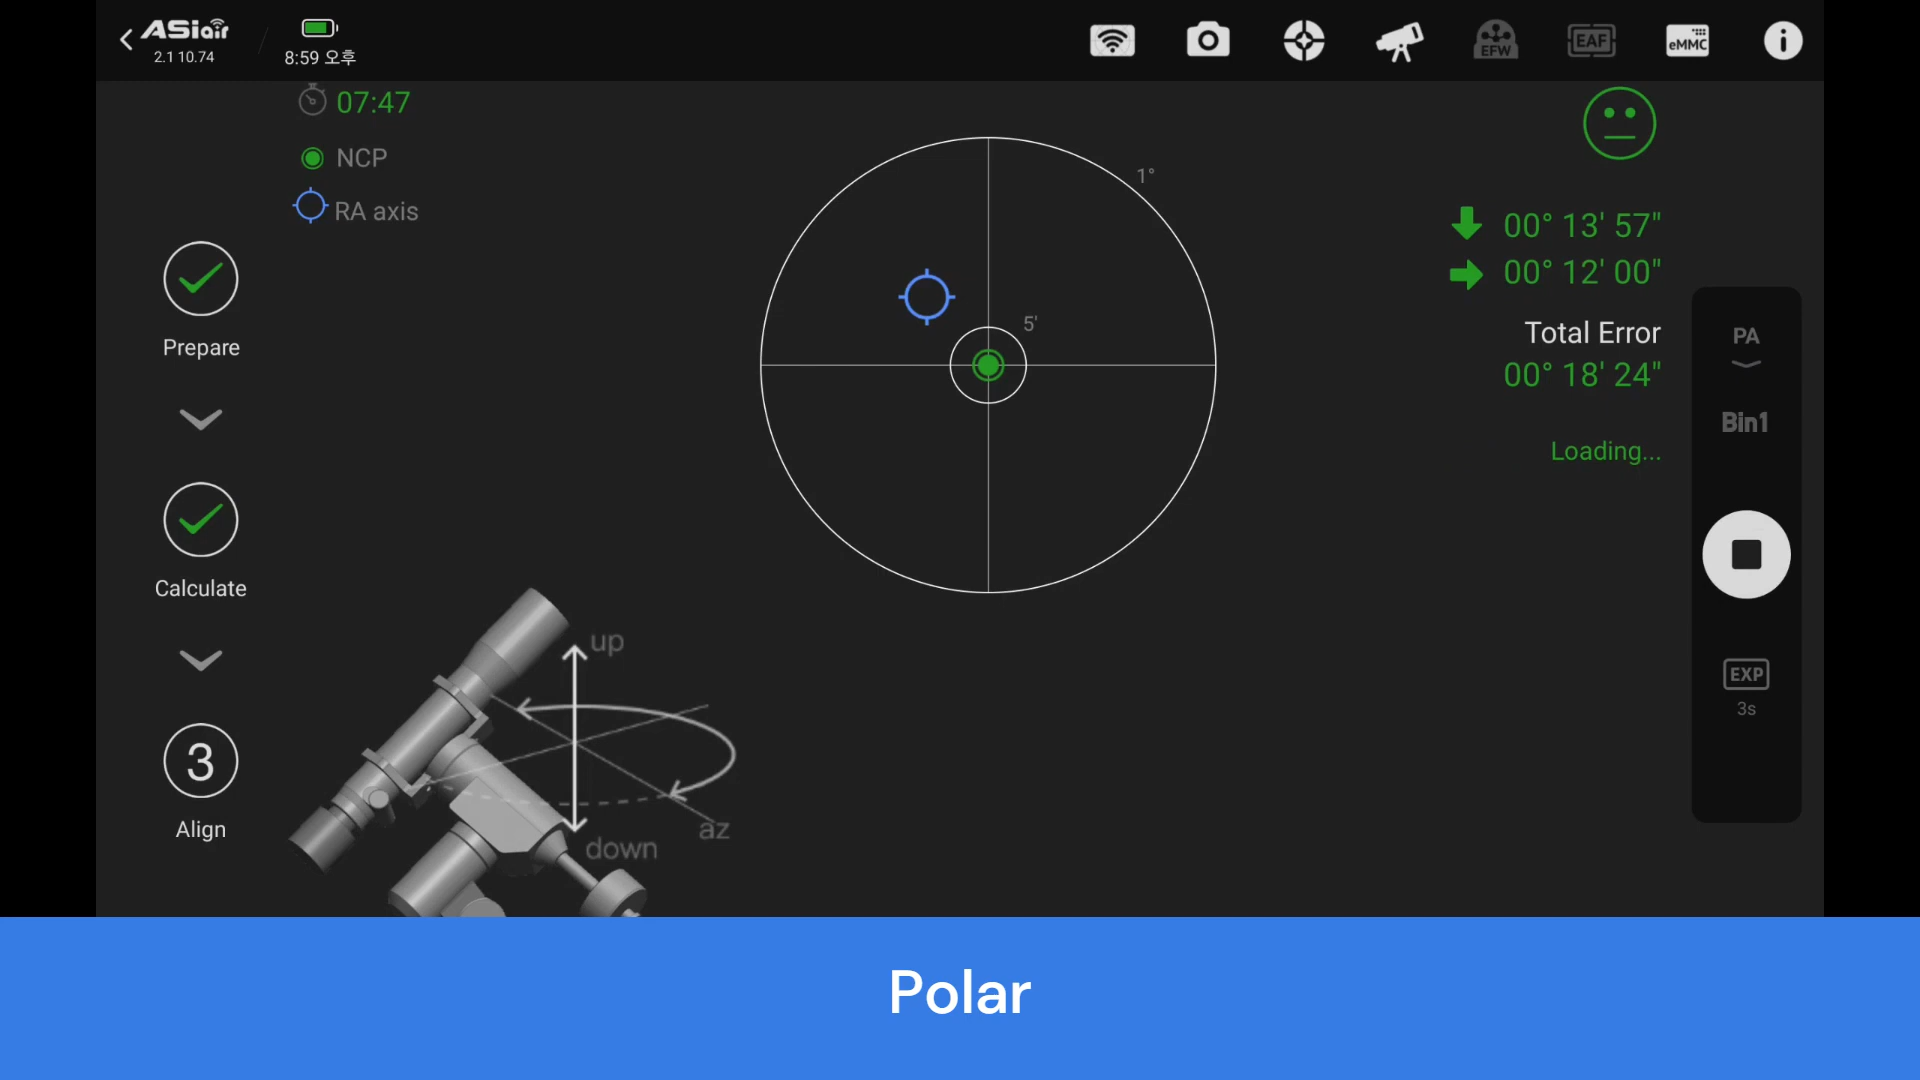 ASiair
2.1 10.74
8:59 오후
EFW
EAF
eMMC
07:47
NCP
RA axis
1°
5'
00° 13' 57"
00° 12' 00"
Total Error
00° 18' 24"
Loading...
PA
Bin1
EXP
3s
Prepare
Calculate
3
Align
up
az
down
Polar